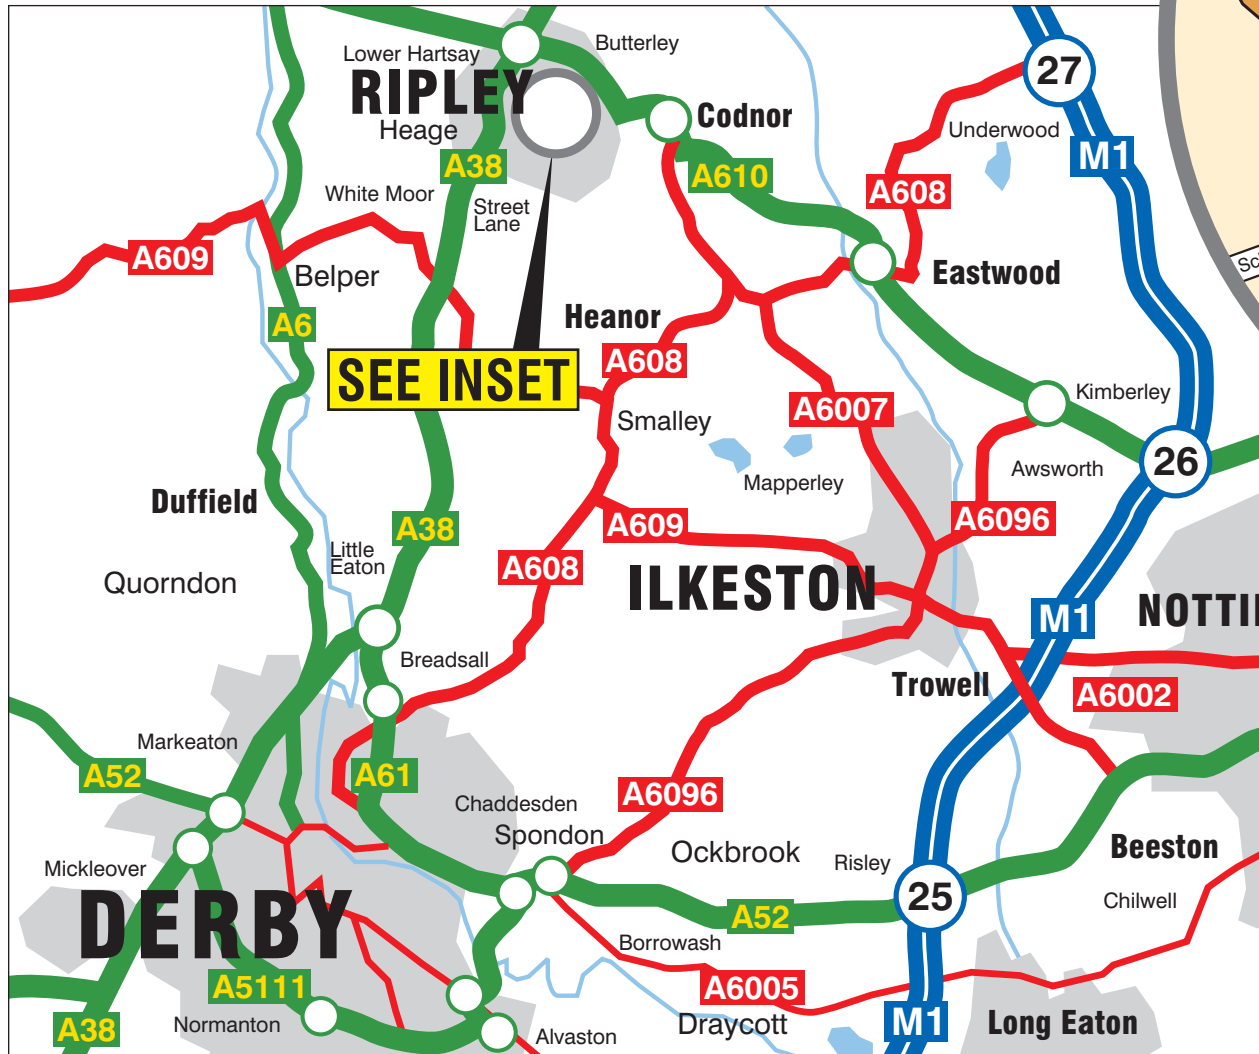 Lower Hartsay
Butterley
27
RIPLEY
Codnor
Heage
Underwood
M1
A38
A610
A608
White Moor
Street
Lane
A609
Belper
Eastwood
Sc
A6
Heanor
SEE INSET
A608
Kimberley
A6007
Smalley
26
Awsworth
Mapperley
Duffield
A38
A609
A6096
Little
Eaton
A608
Quorndon
ILKESTON
M1
NOTTI
Breadsall
Trowell
A6002
Markeaton
A52
A61
A6096
Chaddesden
Spondon
Ockbrook
Risley
Beeston
Mickleover
25
Chilwell
DERBY
A52
Borrowash
A5111
A6005
Normanton
Draycott
A38
Alvaston
M1
Long Eaton